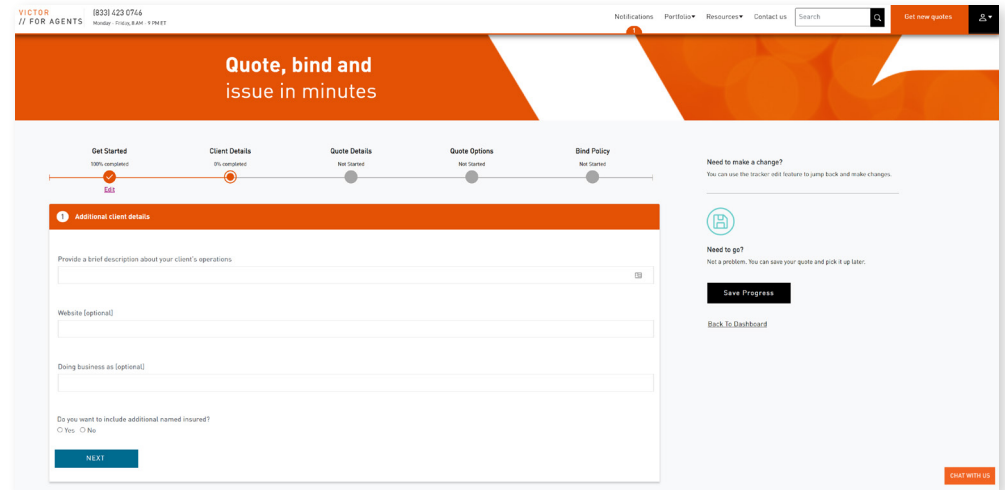 VICTOR
// FOR AGENTS
(833) 423 0746
Monday - Friday, 8 AM - 9 PM ET
Notifications
1
Portfolio
Resources
Contact us
Search
Get new quotes
Quote, bind and
issue in minutes
Get Started
100% completed
Edit
Client Details
0% completed
Quote Details
Not Started
Quote Options
Not Started
Bind Policy
Not Started
1 Additional client details
Provide a brief description about your client's operations
Website (optional)
Doing business as (optional)
Do you want to include additional named insured?
Yes No
NEXT
Need to make a change?
You can use the tracker edit feature to jump back and make changes.
Need to go?
Not a problem. You can save your quote and pick it up later.
Save Progress
Back To Dashboard
CHAT WITH US